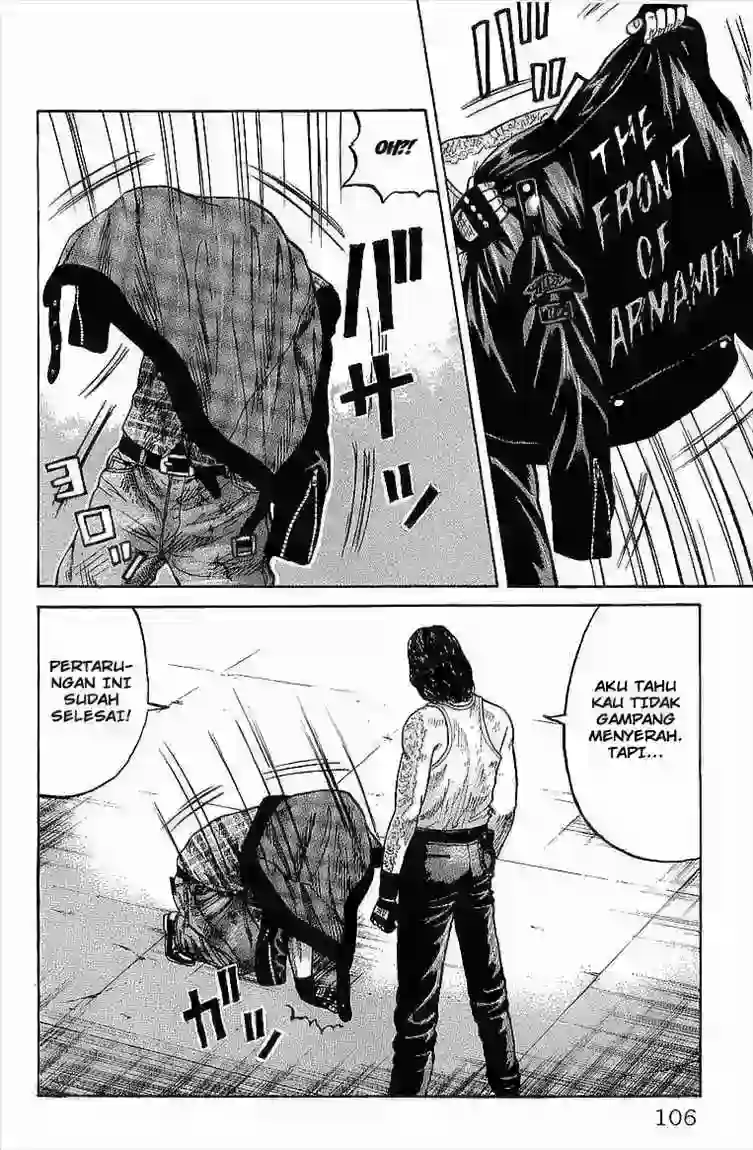 THE
FRONT
OF
ARMAMENT
OH?!
バサッ
ヨロッ
AKU TAHU
KAU TIDAK
GAMPANG
MENYERAH.
TAPI...
PERTARU-
NGAN INI
SUDAH
SELESAI!
ガクッ
106